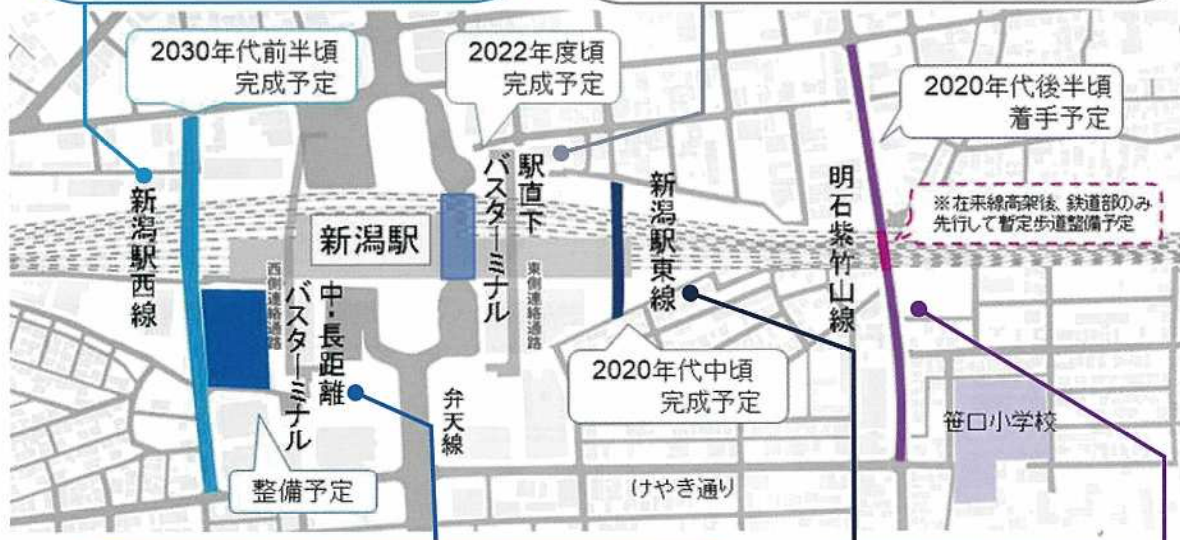 2030年代前半頃
完成予定
2022年度頃
完成予定
2020年代後半頃
着手予定
※在来線高架後、鉄道部のみ
先行して暫定歩道整備予定
新潟駅西線
新潟駅
駅直下
バスターミナル
新潟駅東線
明石紫竹山線
西側連絡通路
東側連絡通路
中・長距離
バスターミナル
2020年代中頃
完成予定
弁天線
笹口小学校
整備予定
けやき通り